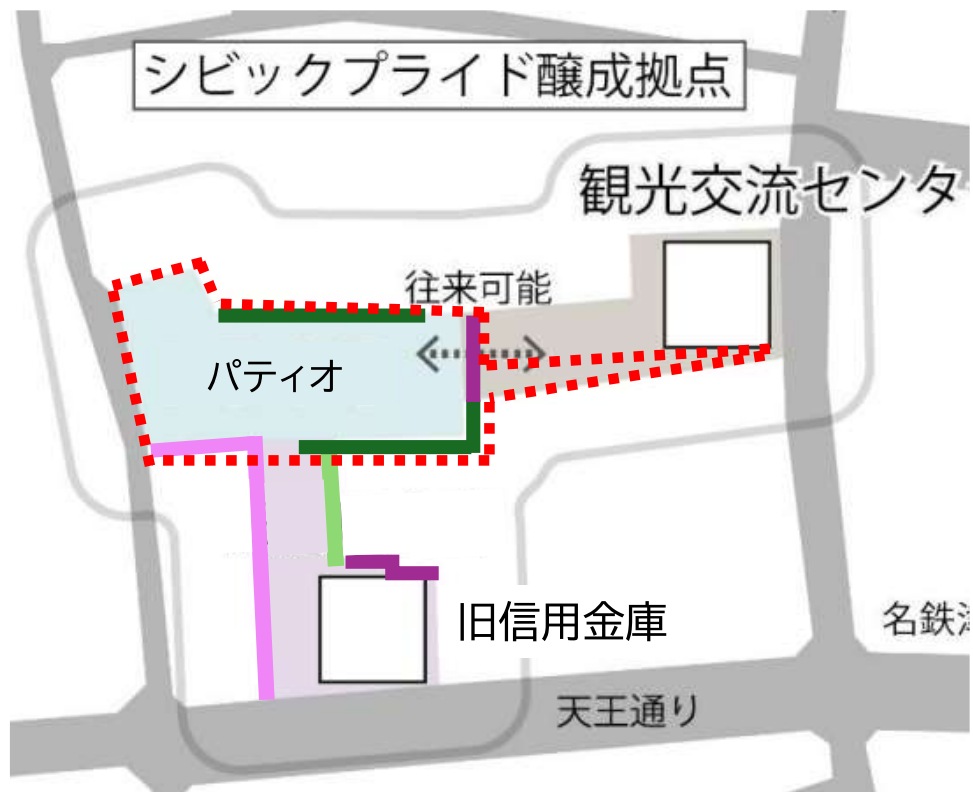 シビックプライド醸成拠点
観光交流センタ
往来可能
パティオ
旧信用金庫
名鉄津
天王通り